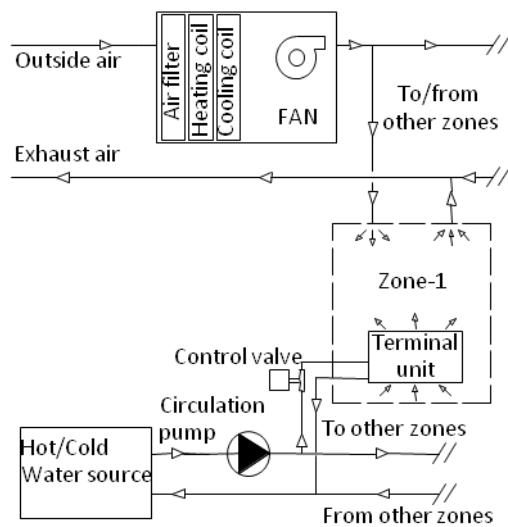 Outside air
Air filter
Heating coil
Cooling coil
FAN
To/from
other zones
Exhaust air
Zone-1
Terminal
unit
Control valve
Circulation
pump
To other zones
Hot/Cold
Water source
From other zones